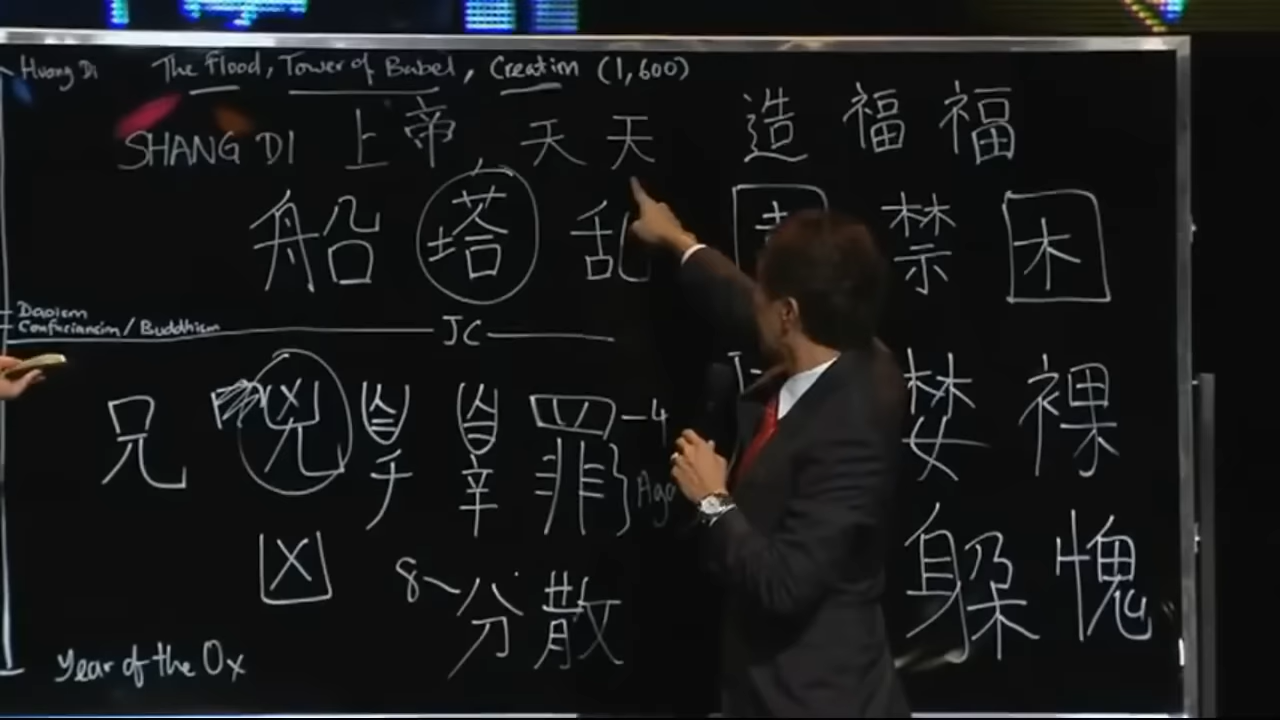 Huang Di The Flood, Tower of Babel, Creation (1,600)
SHANG DI 上帝 天 天 造 福 福
船 塔 乱 禁 困
Daoism
Confucianism / Buddhism JC
兄 兇 罪 -4 婪 裸
凶 8 分散 躲 愧
Year of the Ox